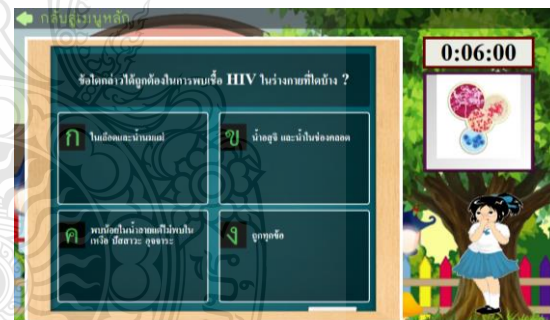 กลับสู่เมนูหลัก
0:06:00
ข้อใดกล่าวได้ถูกต้องในการพบเชื้อ HIV ในร่างกายที่ใดบ้าง ?
ก ในเลือดและน้ำนมแม่
ข น้ำอสุจิ และน้ำในช่องคลอด
ค พบน้อยในน้ำลายแต่ไม่พบใน
เหงื่อ ปัสสาวะ อุจจาระ
ง ถูกทุกข้อ